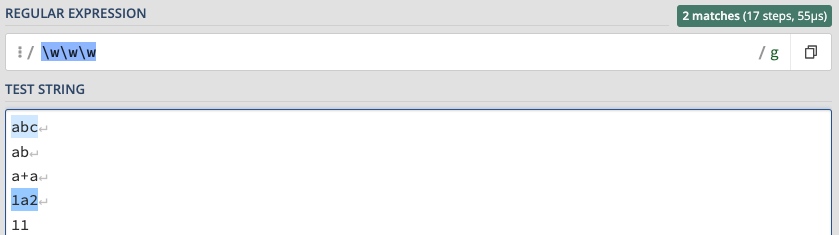 REGULAR EXPRESSION 2 matches (17 steps, 55µs)
⋮ / \w\w\w / g
TEST STRING
abc↵
ab↵
a+a↵
1a2↵
11